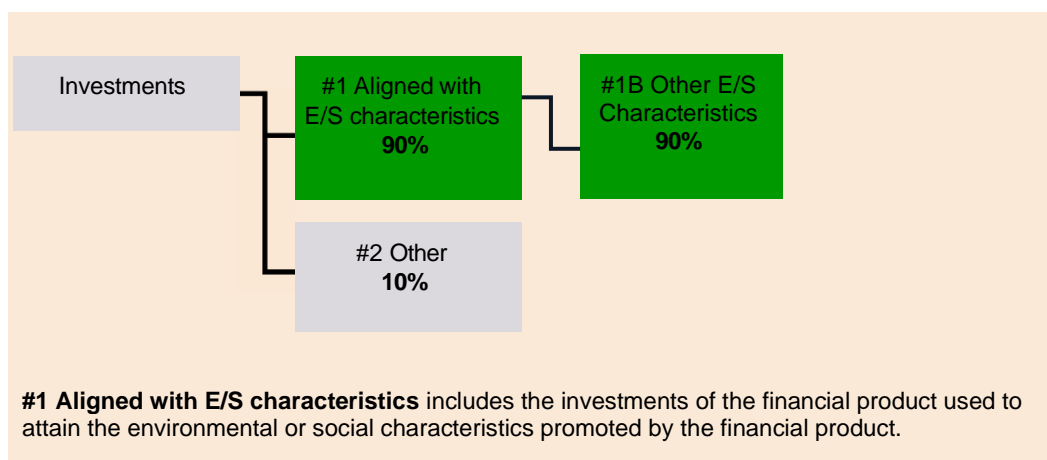 Investments
#1 Aligned with
E/S characteristics
90%
#1B Other E/S
Characteristics
90%
#2 Other
10%
#1 Aligned with E/S characteristics includes the investments of the financial product used to
attain the environmental or social characteristics promoted by the financial product.